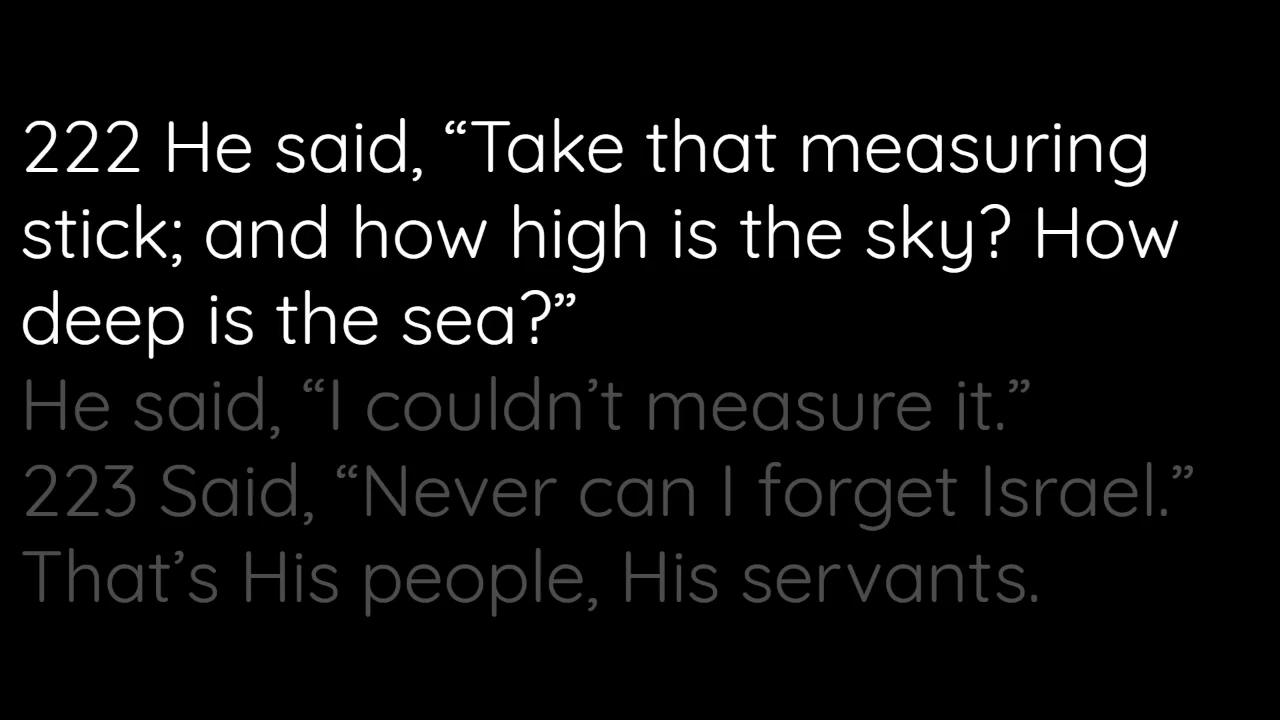 222 He said, “Take that measuring
stick; and how high is the sky? How
deep is the sea?”
He said, “I couldn’t measure it.”
223 Said, “Never can I forget Israel.”
That’s His people, His servants.